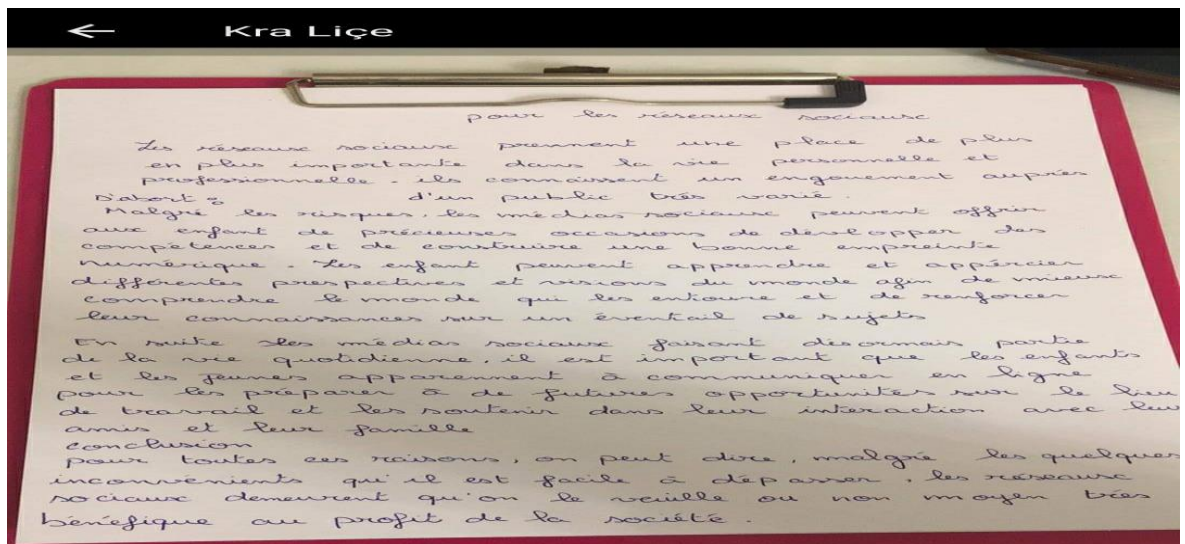 Kra Liçe
pour les réseaux sociaux
Les réseaux sociaux prennent une place de plus
en plus importante dans la vie personnelle et
professionnelle. ils connaissent un engouement auprès
D'abort : d'un public très varié.
Malgré les risques, les médias sociaux peuvent offrir
aux enfant de précieuses occasions de développer des
compétences et de construire une bonne empreinte
numérique. Les enfant peuvent apprendre et appércier
différentes prespectives et visions du monde afin de mieux
comprendre le monde qui les entoure et de renforcer
leur connaissances sur un éventail de sujets
En suite les médias sociaux faisant désormais partie
de la vie quotidienne, il est important que les enfants
et les jeunes apparennent à communiquer en ligne
pour les préparer à de futures opportunités sur le lieu
de travail et les soutenir dans leur interaction avec leur
amis et leur famille
conclusion
pour toutes ces raisons, on peut dire, malgré les quelques
inconvenients qu'il est facile à dépasser, les réseaux
sociaux demeurent qu'on le veuille ou non moyen très
bénéfique au profit de la société.